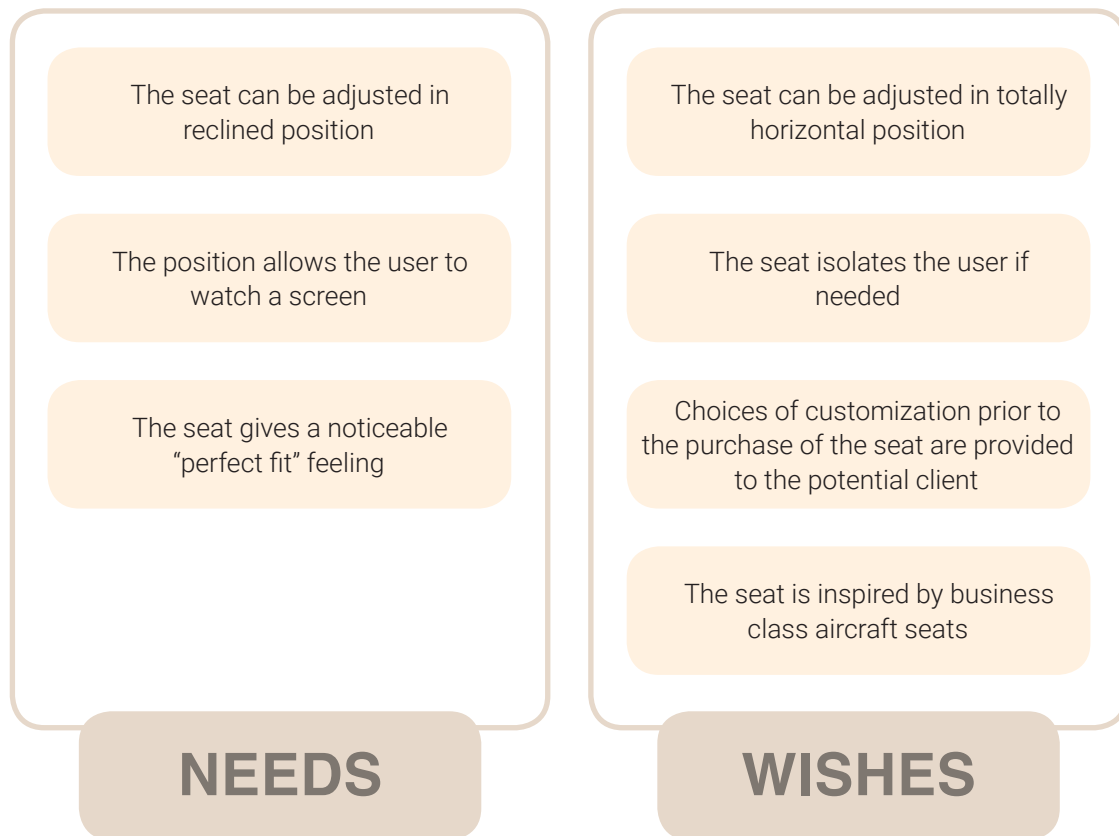 The seat can be adjusted in
reclined position
The position allows the user to
watch a screen
The seat gives a noticeable
“perfect fit” feeling
NEEDS
The seat can be adjusted in totally
horizontal position
The seat isolates the user if
needed
Choices of customization prior to
the purchase of the seat are provided
to the potential client
The seat is inspired by business
class aircraft seats
WISHES